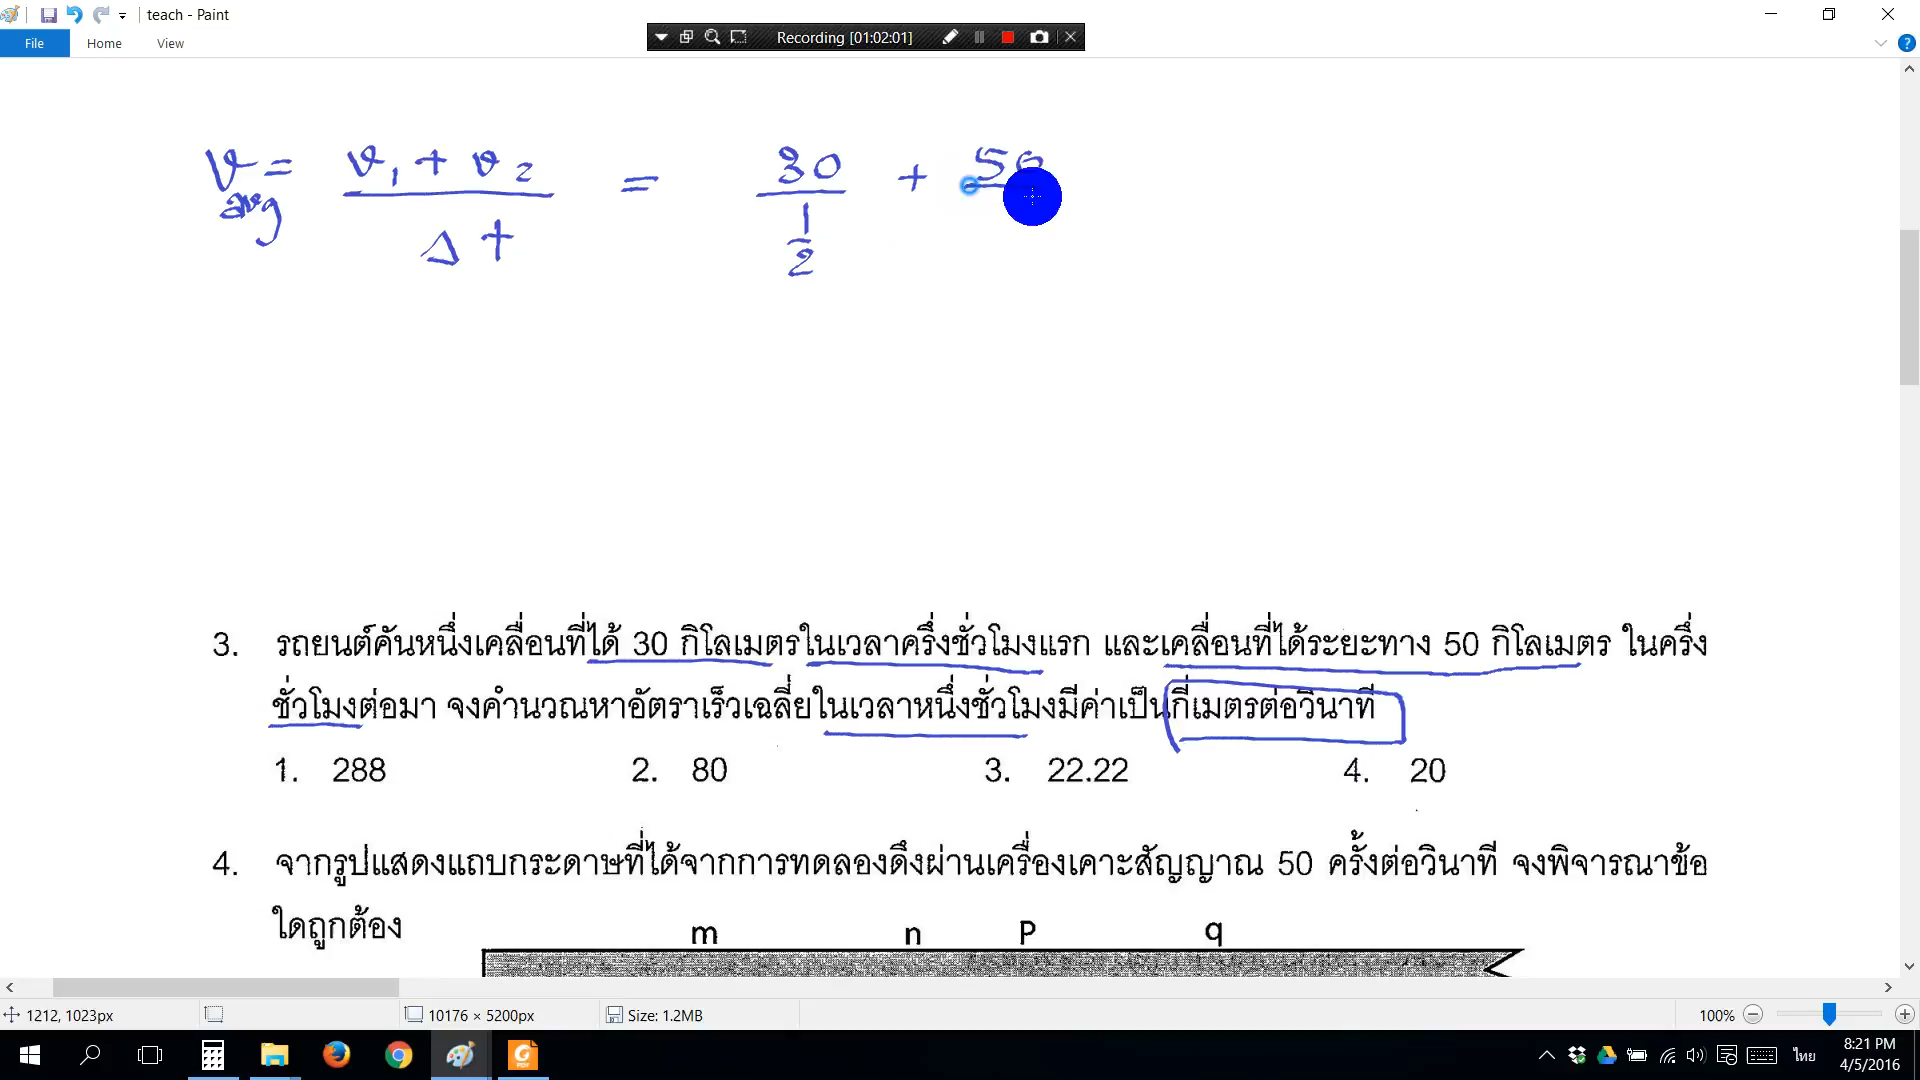 teach - Paint
File Home View
Recording [01:02:01]
v avg = v₁ + v₂ / Δt = 30 / 1/2 + 50
3. รถยนต์คันหนึ่งเคลื่อนที่ได้ 30 กิโลเมตรในเวลาครึ่งชั่วโมงแรก และเคลื่อนที่ได้ระยะทาง 50 กิโลเมตร ในครึ่ง
ชั่วโมงต่อมา จงคำนวณหาอัตราเร็วเฉลี่ยในเวลาหนึ่งชั่วโมงมีค่าเป็นกี่เมตรต่อวินาที
1. 288 2. 80 3. 22.22 4. 20
4. จากรูปแสดงแถบกระดาษที่ได้จากการทดลองดึงผ่านเครื่องเคาะสัญญาณ 50 ครั้งต่อวินาที จงพิจารณาข้อ
ใดถูกต้อง
m n P q
1212, 1023px 10176 × 5200px Size: 1.2MB 100%
ไทย 8:21 PM
4/5/2016